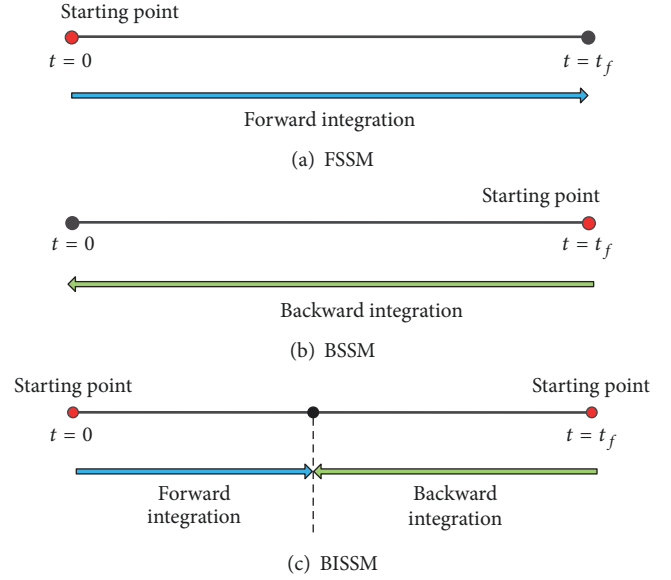 Starting point
t = 0
t = t_f
Forward integration
(a) FSSM
Starting point
t = 0
t = t_f
Backward integration
(b) BSSM
Starting point
Starting point
t = 0
t = t_f
Forward
integration
Backward
integration
(c) BISSM